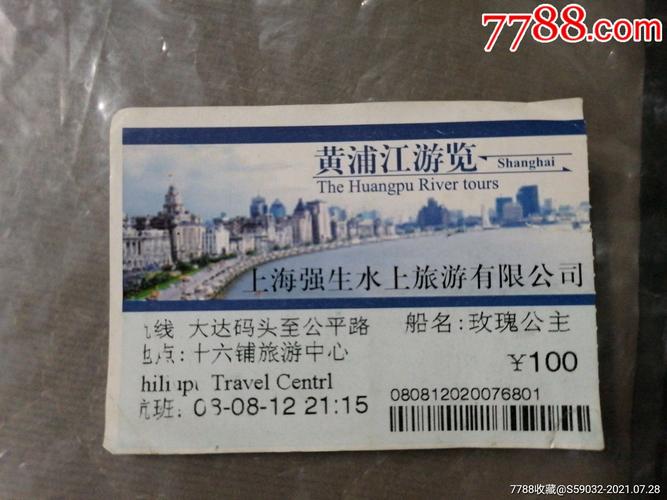 7788.com
黄浦江游览 Shanghai
The Huangpu River tours
上海强生水上旅游有限公司
线 大达码头至公平路 船名:玫瑰公主
点:十六铺旅游中心
¥100
Travel Centrl
班: 08-08-12 21:15
080812020076801
7788收藏@S59032-2021.07.28